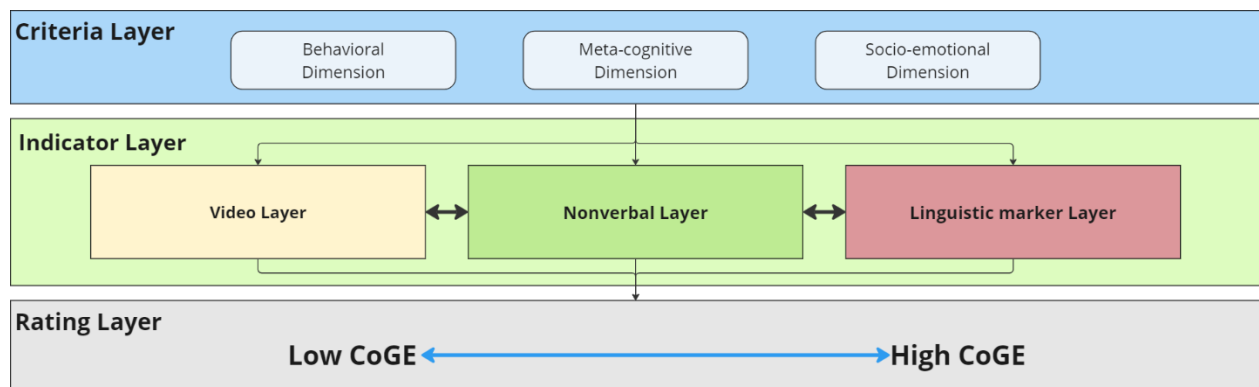 Criteria Layer
Behavioral
Dimension
Meta-cognitive
Dimension
Socio-emotional
Dimension
Indicator Layer
Video Layer
Nonverbal Layer
Linguistic marker Layer
Rating Layer
Low CoGE
High CoGE